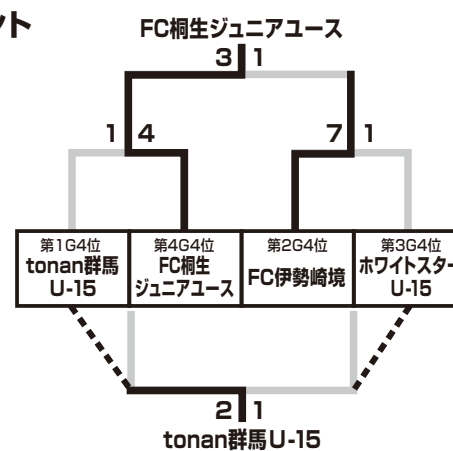 ント
FC桐生ジュニアユース
3 1
1 4 7 1
第1G4位 第4G4位 第2G4位 第3G4位
tonan群馬 FC桐生 FC伊勢崎境 ホワイトスター
U-15 ジュニアユース U-15
2 1
tonan群馬U-15